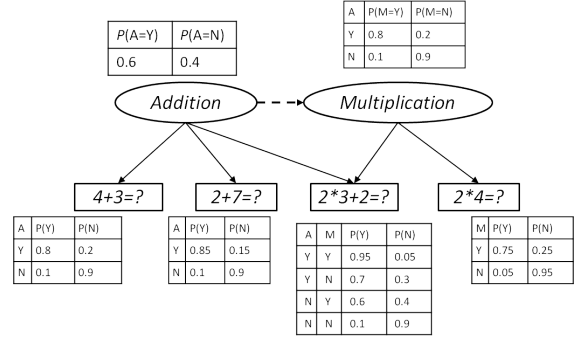 A P(M=Y) P(M=N)
Y 0.8 0.2
N 0.1 0.9
P(A=Y) P(A=N)
0.6 0.4
Addition
Multiplication
4+3=?
2+7=?
2*3+2=?
2*4=?
A P(Y) P(N)
Y 0.8 0.2
N 0.1 0.9
A P(Y) P(N)
Y 0.85 0.15
N 0.1 0.9
A M P(Y) P(N)
Y Y 0.95 0.05
Y N 0.7 0.3
N Y 0.6 0.4
N N 0.1 0.9
M P(Y) P(N)
Y 0.75 0.25
N 0.05 0.95